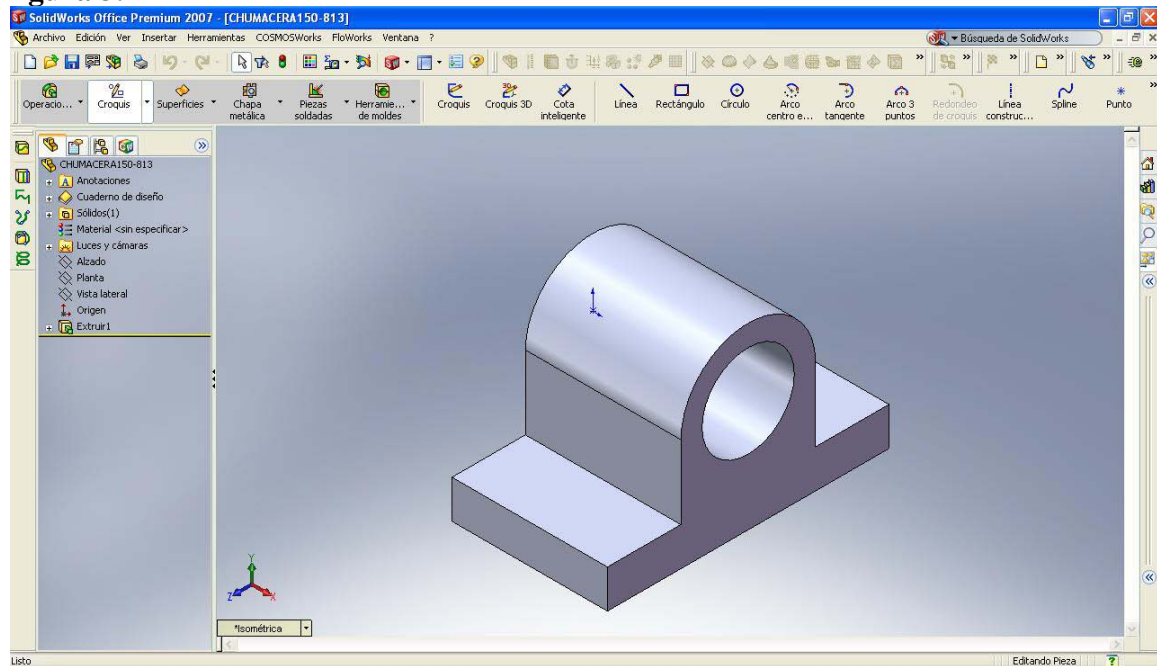 SolidWorks Office Premium 2007 - [CHUMACERA150-813]
Archivo Edición Ver Insertar Herramientas COSMOSWorks FloWorks Ventana ?
Búsqueda de SolidWorks
Operacio... Croquis Superficies Chapa metálica Piezas soldadas Herramie... de moldes Croquis Croquis 3D Cota inteligente Línea Rectángulo Círculo Arco centro e... Arco tangente Arco 3 puntos Redondeo de croquis Línea construc... Spline Punto
CHUMACERA150-813
Anotaciones
Cuaderno de diseño
Sólidos(1)
Material <sin especificar>
Luces y cámaras
Alzado
Planta
Vista lateral
Origen
Extruir1
Y
Z
X
*Isométrica
Listo
Editando Pieza